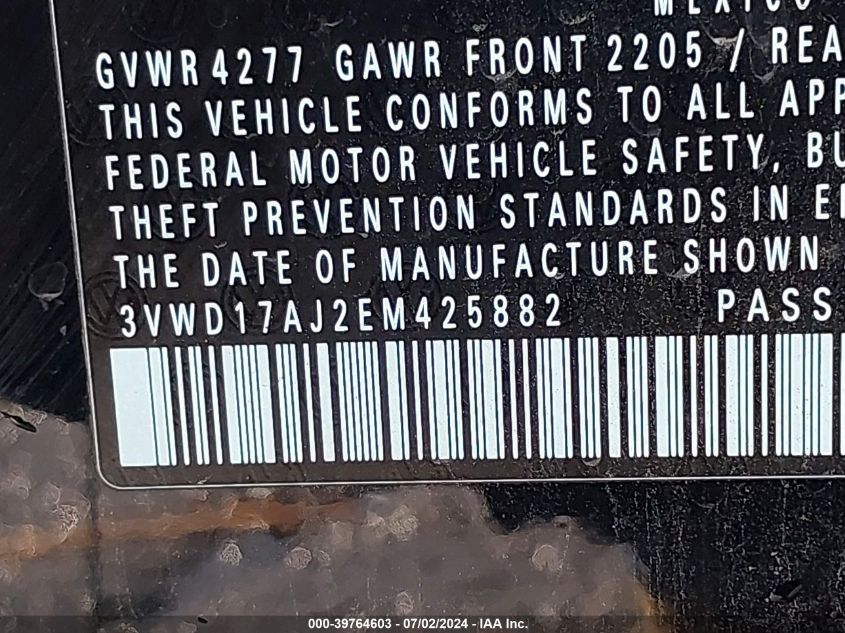 MEXICO
GVWR 4277 GAWR FRONT 2205 / REA
THIS VEHICLE CONFORMS TO ALL APP
FEDERAL MOTOR VEHICLE SAFETY, BU
THEFT PREVENTION STANDARDS IN E
THE DATE OF MANUFACTURE SHOWN
3VWD17AJ2EM425882 PASS
000-39764603 - 07/02/2024 - IAA Inc.